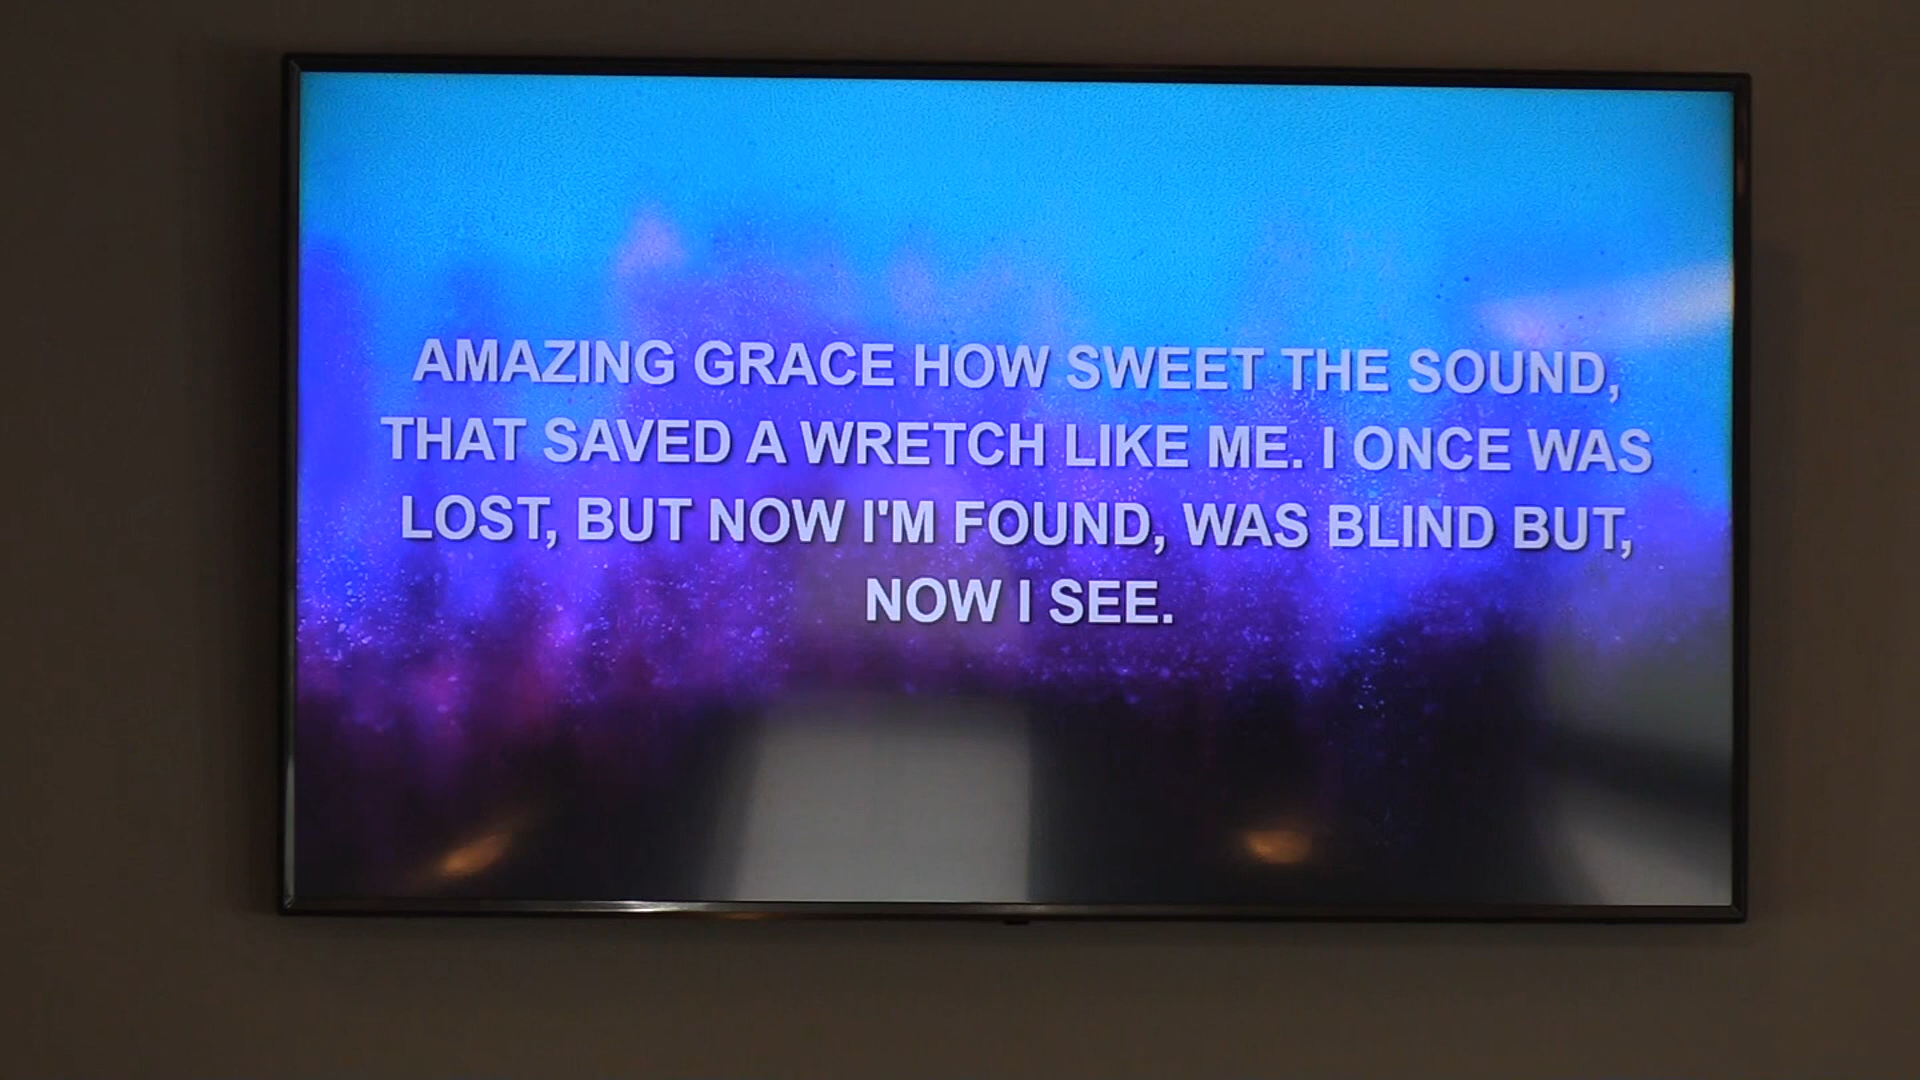 AMAZING GRACE HOW SWEET THE SOUND,
THAT SAVED A WRETCH LIKE ME. I ONCE WAS
LOST, BUT NOW I'M FOUND, WAS BLIND BUT,
NOW I SEE.